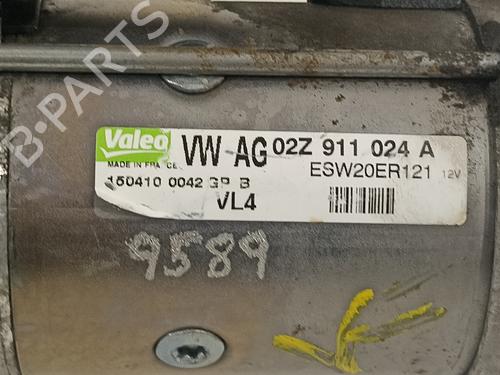 B-PARTS
Valeo VW AG 02Z 911 024 A
MADE IN FRANCE ESW20ER121 12V
150410 0042 GP B
VL4
9589